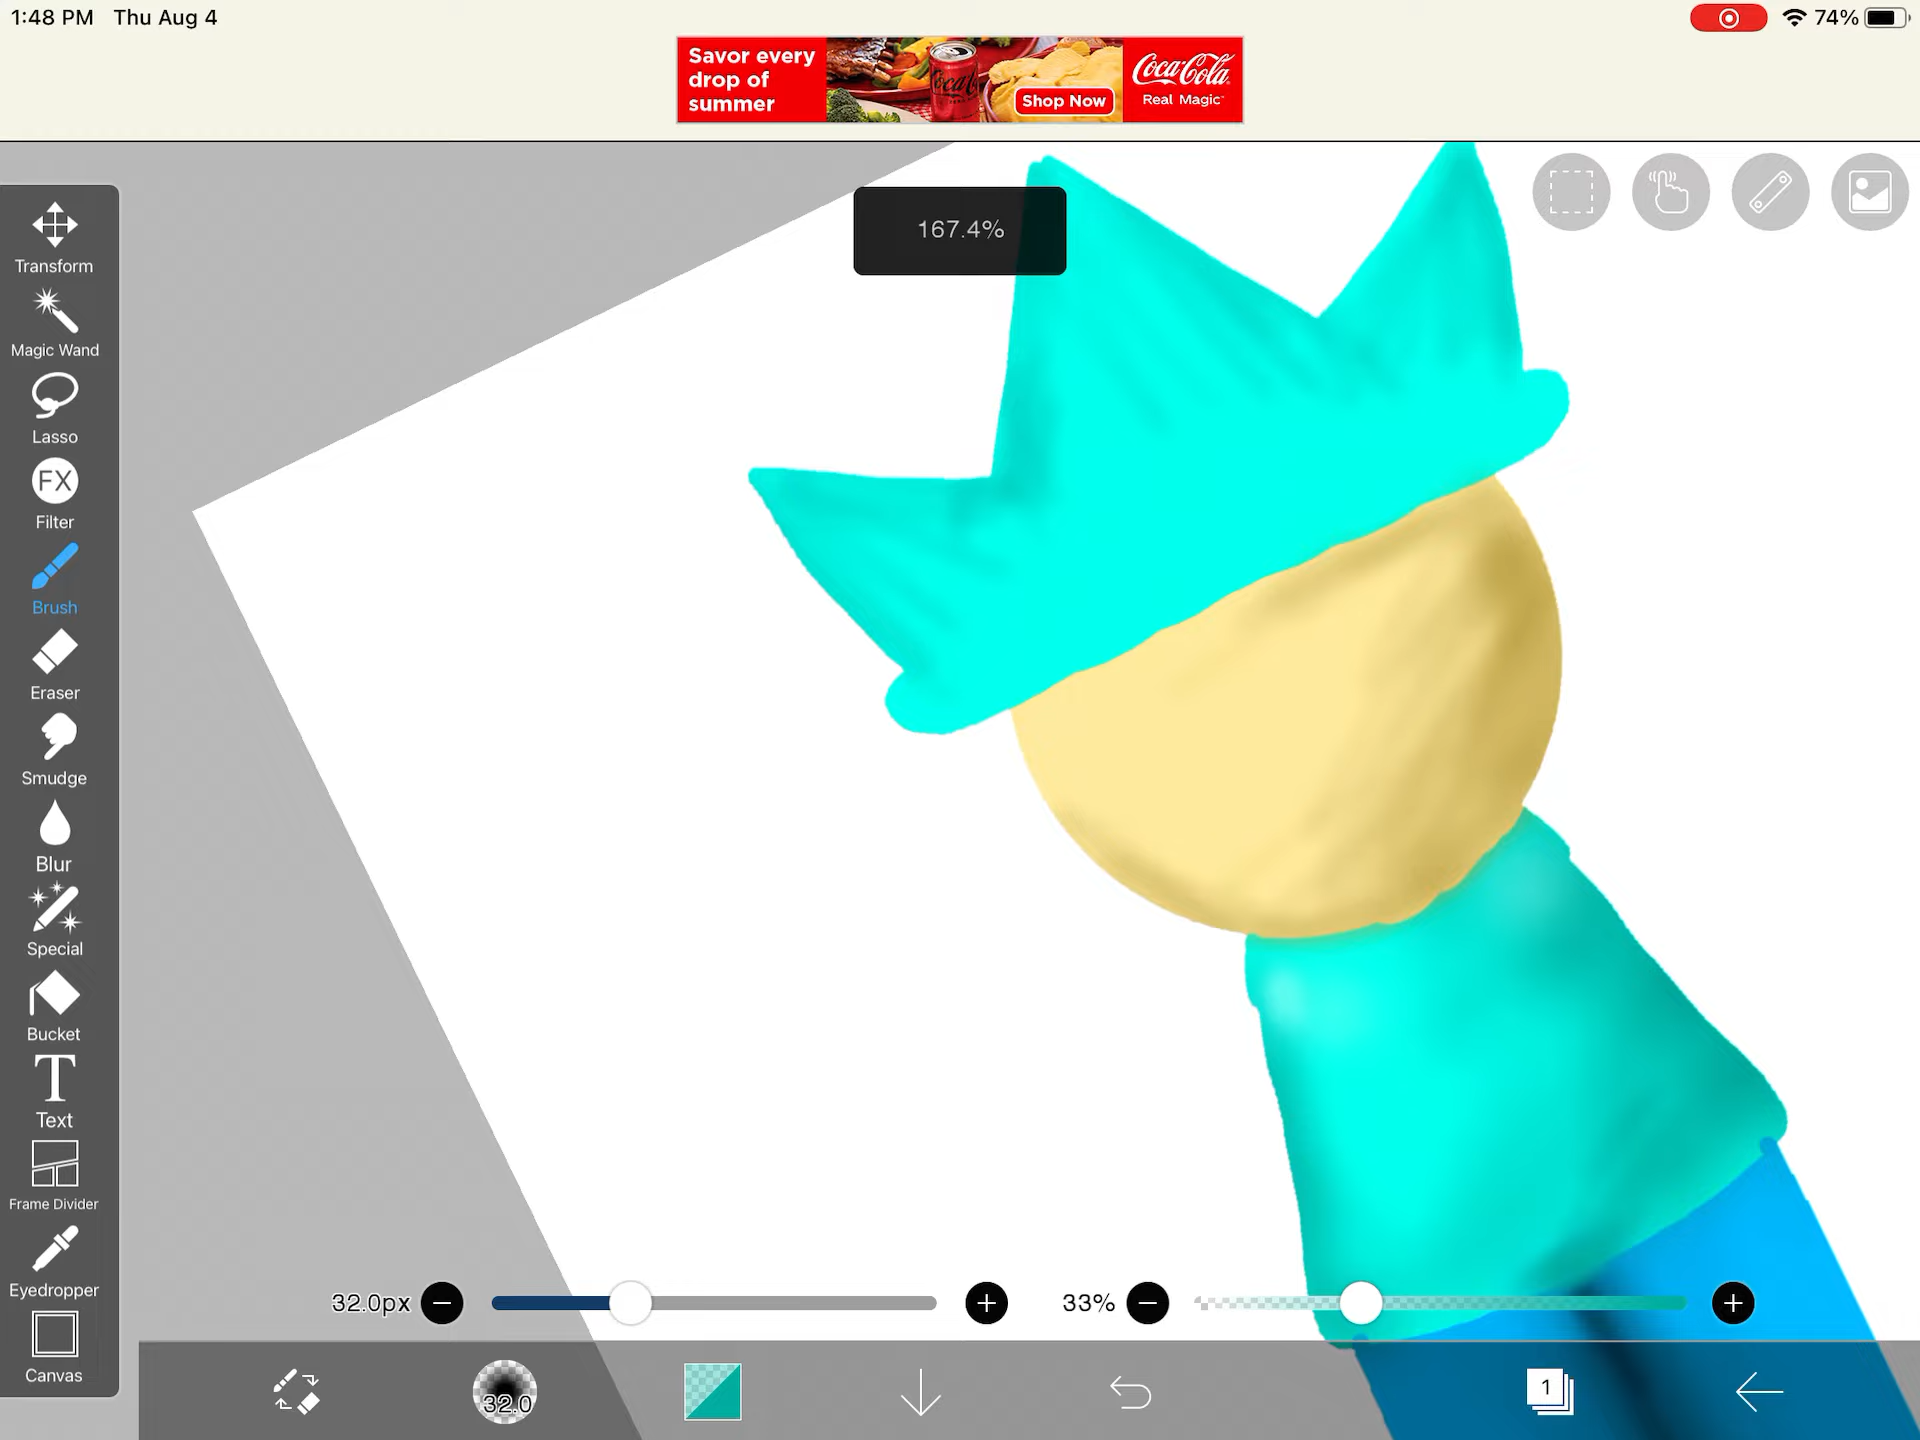 1:48 PM Thu Aug 4
74%
Savor every
drop of
summer
Shop Now
Coca-Cola
Real Magic
Coca-Cola
167.4%
Transform
Magic Wand
Lasso
FX
Filter
Brush
Eraser
Smudge
Blur
Special
Bucket
T
Text
Frame Divider
Eyedropper
Canvas
32.0px
33%
32.0
1